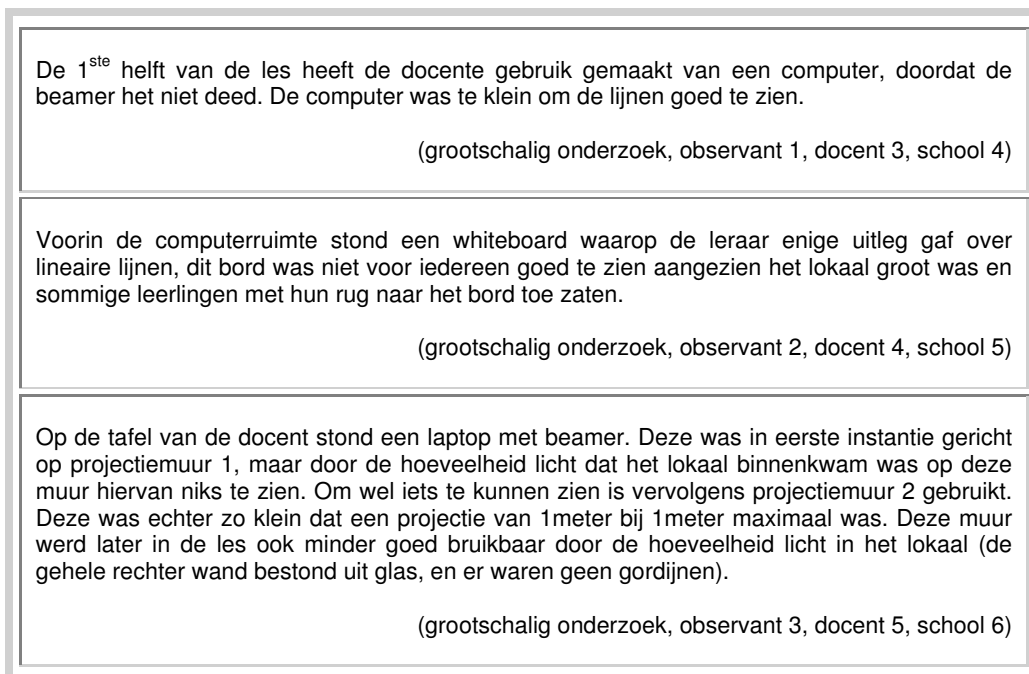 De 1ste helft van de les heeft de docente gebruik gemaakt van een computer, doordat de
beamer het niet deed. De computer was te klein om de lijnen goed te zien.
(grootschalig onderzoek, observant 1, docent 3, school 4)
Voorin de computerruimte stond een whiteboard waarop de leraar enige uitleg gaf over
lineaire lijnen, dit bord was niet voor iedereen goed te zien aangezien het lokaal groot was en
sommige leerlingen met hun rug naar het bord toe zaten.
(grootschalig onderzoek, observant 2, docent 4, school 5)
Op de tafel van de docent stond een laptop met beamer. Deze was in eerste instantie gericht
op projectiemuur 1, maar door de hoeveelheid licht dat het lokaal binnenkwam was op deze
muur hiervan niks te zien. Om wel iets te kunnen zien is vervolgens projectiemuur 2 gebruikt.
Deze was echter zo klein dat een projectie van 1meter bij 1meter maximaal was. Deze muur
werd later in de les ook minder goed bruikbaar door de hoeveelheid licht in het lokaal (de
gehele rechter wand bestond uit glas, en er waren geen gordijnen).
(grootschalig onderzoek, observant 3, docent 5, school 6)